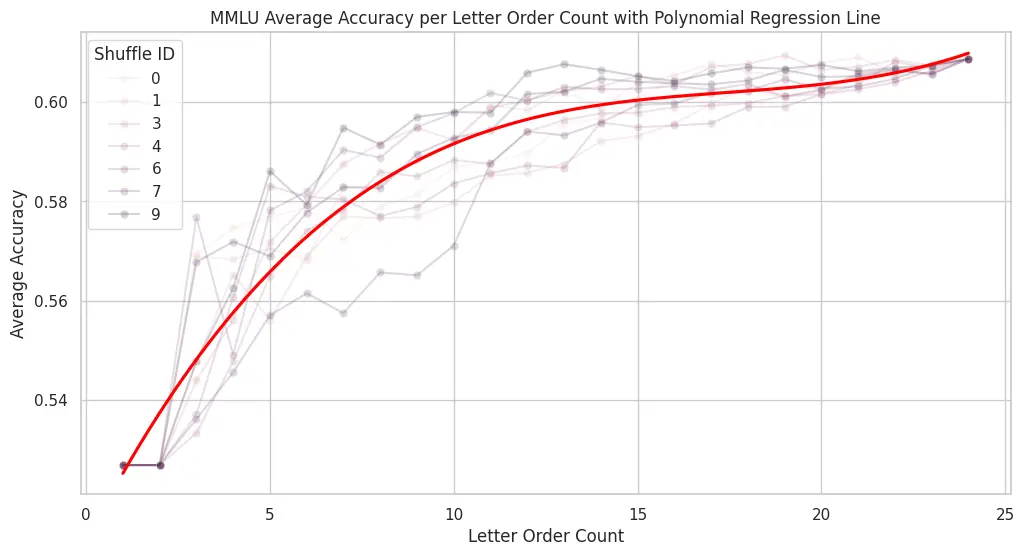 MMLU Average Accuracy per Letter Order Count with Polynomial Regression Line
Shuffle ID
0
1
3
4
6
7
9
0.60
0.58
0.56
0.54
Average Accuracy
0 5 10 15 20 25
Letter Order Count